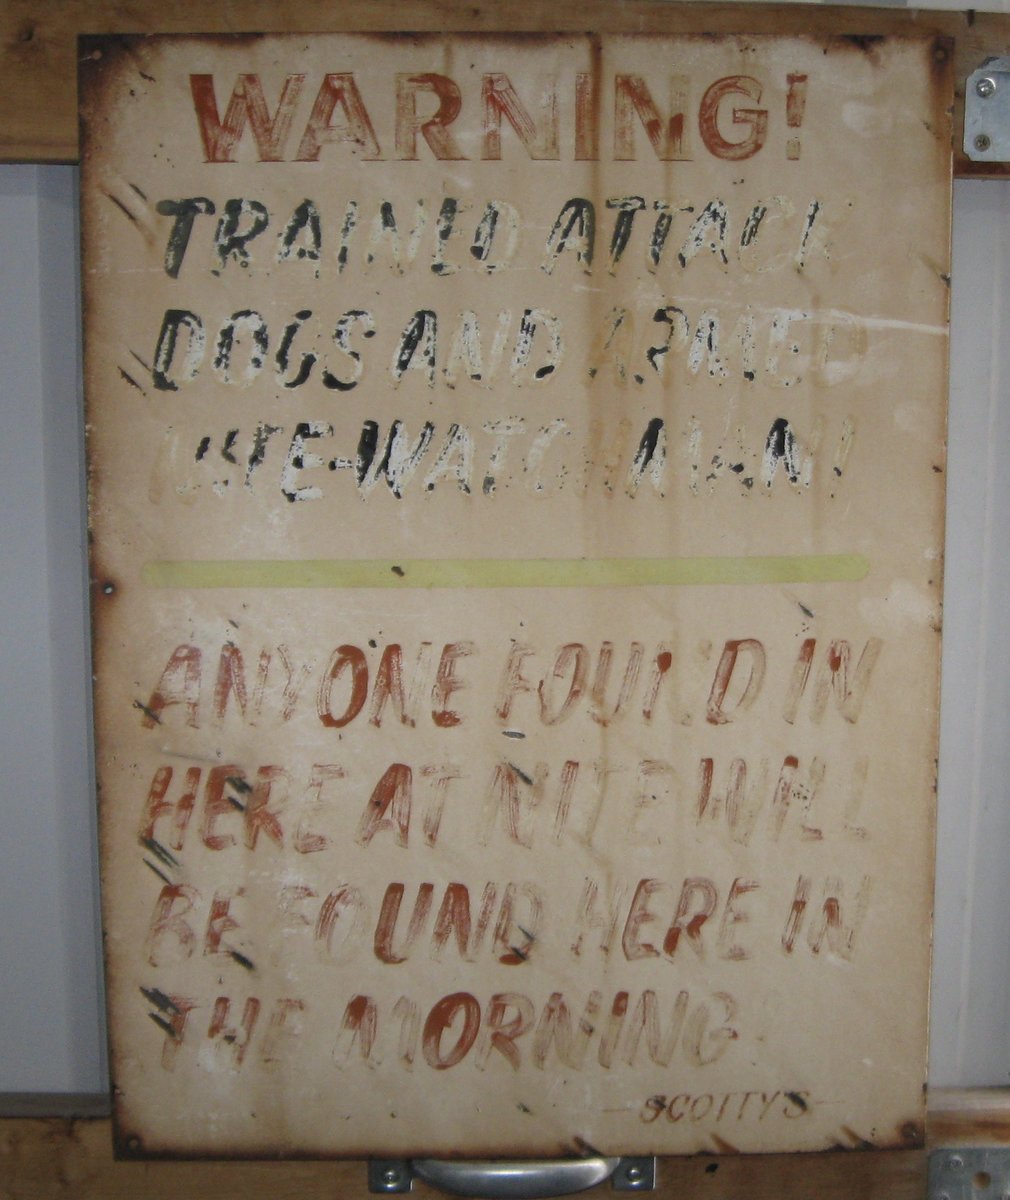 WARNING!
TRAINED ATTACK
DOGS AND ARMED
NITE-WATCHMAN!
ANYONE FOUND IN
HERE AT NITE WILL
BE FOUND HERE IN
THE MORNING
— SCOTTY'S —